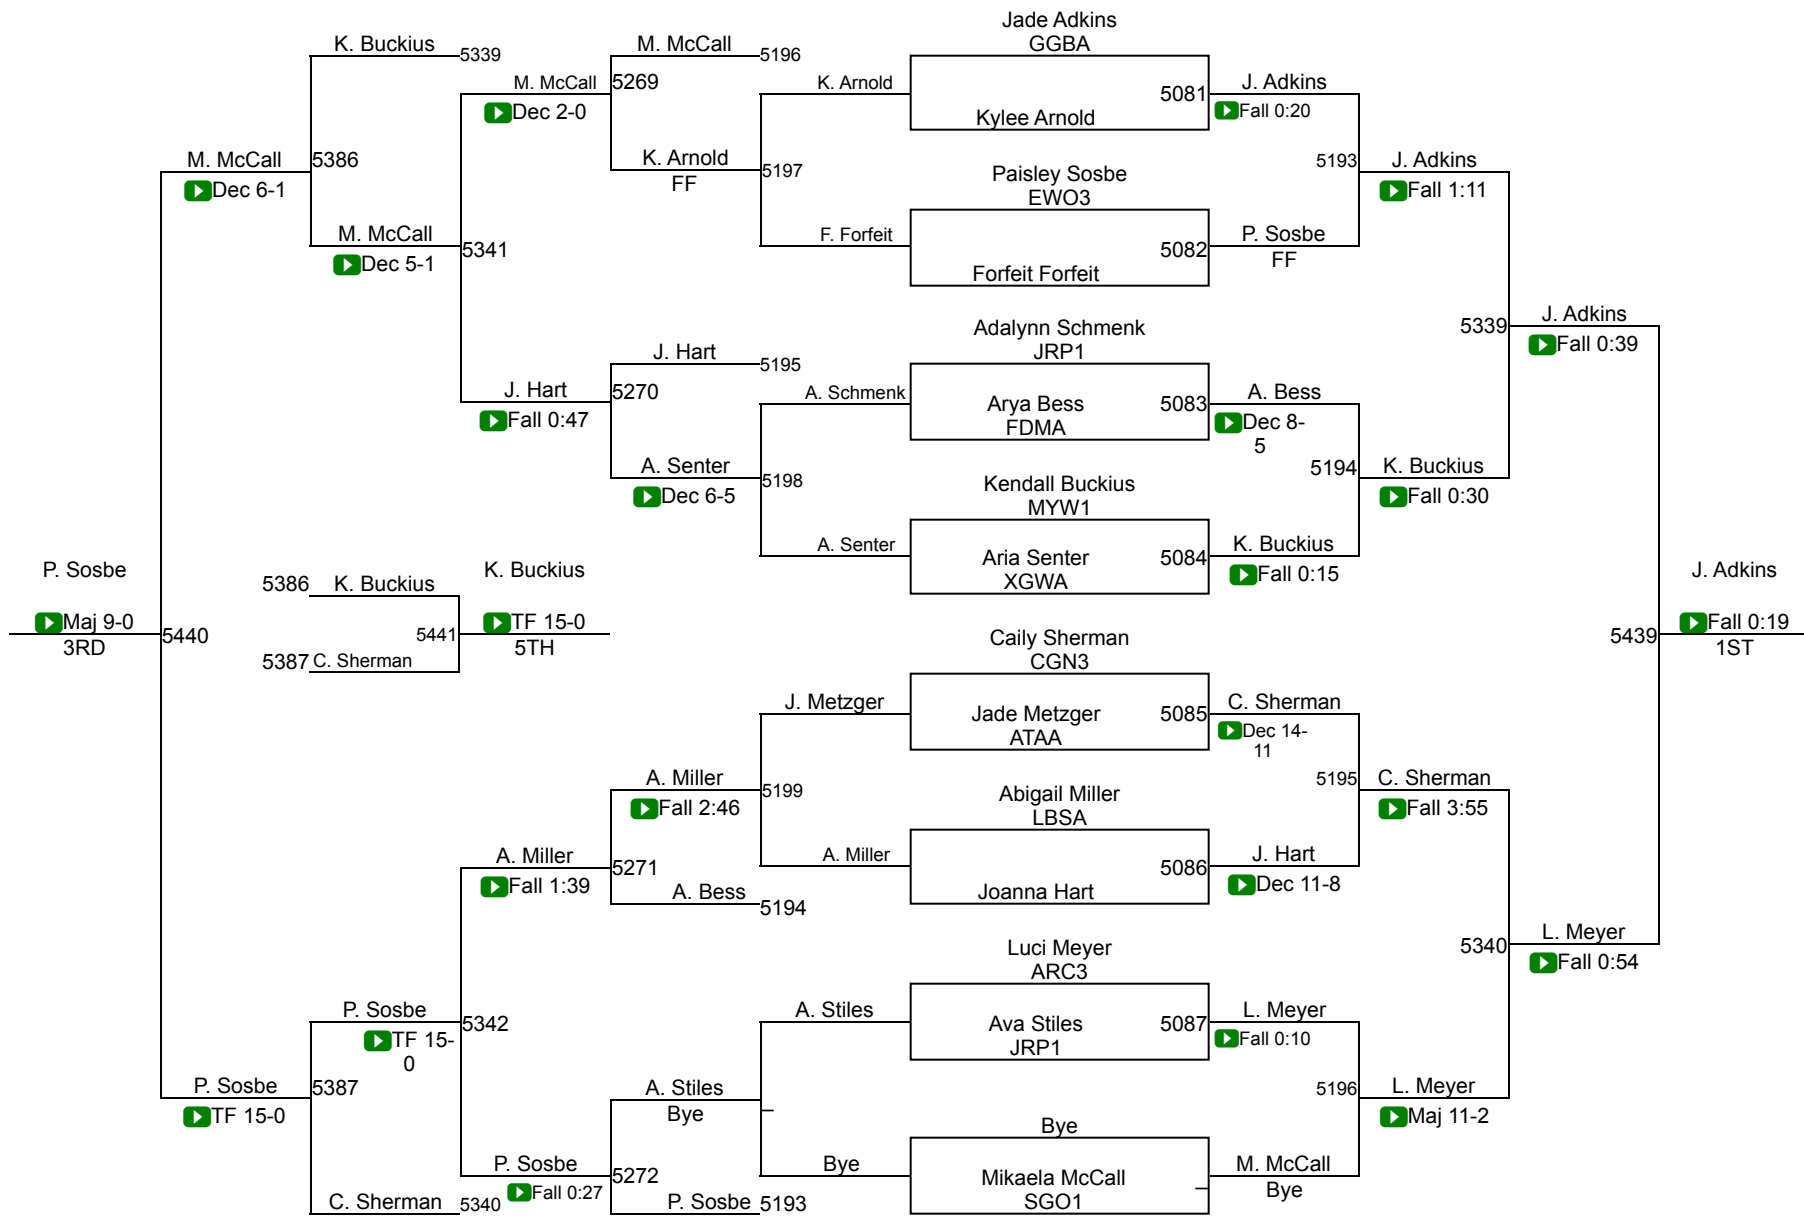 Jade Adkins
GGBA
K. Buckius
5339
M. McCall
5196
M. McCall
5269
K. Arnold
5081
J. Adkins
Dec 2-0
Kylee Arnold
Fall 0:20
M. McCall
5386
K. Arnold
5197
5193
J. Adkins
Dec 6-1
FF
Paisley Sosbe
EWO3
Fall 1:11
M. McCall
5341
F. Forfeit
5082
P. Sosbe
Dec 5-1
Forfeit Forfeit
FF
J. Adkins
5339
Adalynn Schmenk
JRP1
Fall 0:39
J. Hart
5195
J. Hart
5270
A. Schmenk
Arya Bess
FDMA
5083
A. Bess
Fall 0:47
Dec 8-
5
A. Senter
5198
5194
K. Buckius
Dec 6-5
Kendall Buckius
MYW1
Fall 0:30
A. Senter
Aria Senter
XGWA
5084
K. Buckius
Fall 0:15
P. Sosbe
5386
K. Buckius
K. Buckius
J. Adkins
Maj 9-0
3RD
5440
5441
TF 15-0
5TH
5439
Fall 0:19
1ST
5387
C. Sherman
Caily Sherman
CGN3
J. Metzger
Jade Metzger
ATAA
5085
C. Sherman
Dec 14-
11
A. Miller
5199
5195
C. Sherman
Fall 2:46
Abigail Miller
LBSA
Fall 3:55
A. Miller
5271
A. Miller
5086
J. Hart
Fall 1:39
A. Bess
5194
Joanna Hart
Dec 11-8
Luci Meyer
ARC3
5340
L. Meyer
Fall 0:54
P. Sosbe
5342
A. Stiles
Ava Stiles
JRP1
5087
L. Meyer
TF 15-
0
Fall 0:10
P. Sosbe
5387
A. Stiles
5196
L. Meyer
TF 15-0
Bye
–
Bye
Maj 11-2
P. Sosbe
5272
Bye
Mikaela McCall
SGO1
–
M. McCall
Fall 0:27
Bye
C. Sherman
5340
P. Sosbe
5193